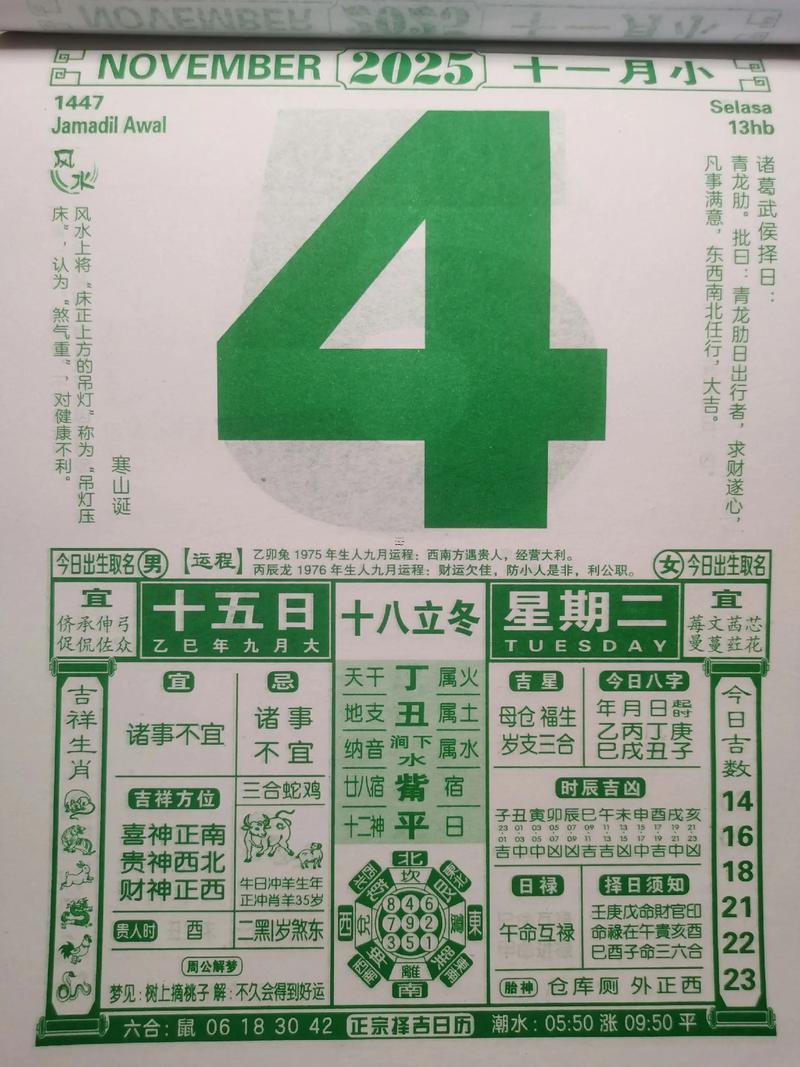 NOVEMBER 2025 十一月小
1447
Jamadil Awal
Selasa
13hb
风水
风水上将“床正上方的吊灯”称为“吊灯压
床”，认为“煞气重”，对健康不利。
寒山诞
4
诸葛武侯择日：
青龙肋。批曰：青龙肋日出行者，求财遂心，
凡事满意，东西南北任行，大吉。
今日出生取名 男
【运程】
乙卯兔 1975 年生人九月运程：西南方遇贵人，经营大利。
丙辰龙 1976 年生人九月运程：财运欠佳，防小人是非，利公职。
女 今日出生取名
宜
侪承伸弓
促侃佐众
十五日
乙巳年九月大
十八立冬
星期二
TUESDAY
宜
莓文茜芯
曼蔓荭花
吉祥生肖
宜
诸事不宜
忌
诸事
不宜
吉祥方位
喜神正南
贵神西北
财神正西
三合蛇鸡
牛日冲羊生年
正冲肖羊35岁
贵人时 酉
二黑岁煞东
周公解梦
梦见：树上摘桃子 解：不久会得到好运
天干 丁 属火
地支 丑 属土
纳音 涧下水 属水
廿八宿 觜 宿
十二神 平 日
北
坎
西
東
8 4 6
7 9 2
3 5 1
離
南
吉星
母仓 福生
岁支三合
今日八字
年月日起时
乙丙丁庚
巳戌丑子
时辰吉凶
子丑寅卯辰巳午未申酉戌亥
23 01 03 05 07 09 11 13 15 17 19 21
01 03 05 07 09 11 13 15 17 19 21 23
吉中中凶凶吉凶凶中吉中凶
日禄
午命互禄
择日须知
壬庚戊命財官印
命祿在午貴亥酉
巳酉子命三六合
胎神 仓库厕 外正西
今日吉数
14
16
18
21
22
23
六合：鼠 06 18 30 42 正宗择吉日历 潮水：05:50 涨 09:50 平